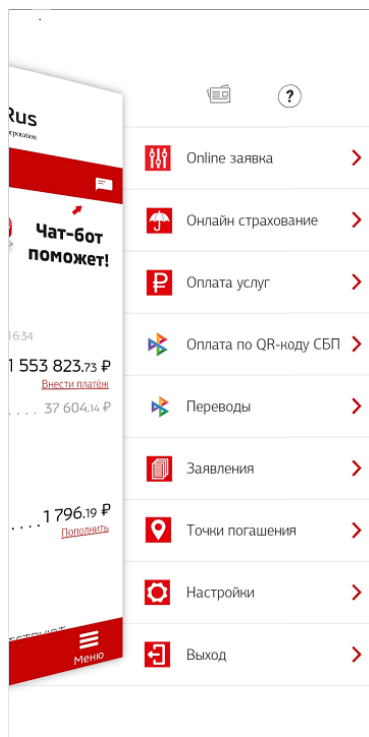 Rus
orporation
Чат-бот
поможет!
16:34
1 553 823.73 ₽
Внести платёж
.... 37 604.14 ₽
....1 796.19 ₽
Пополнить
Меню
?
Online заявка
Онлайн страхование
Оплата услуг
Оплата по QR-коду СБП
Переводы
Заявления
Точки погашения
Настройки
Выход